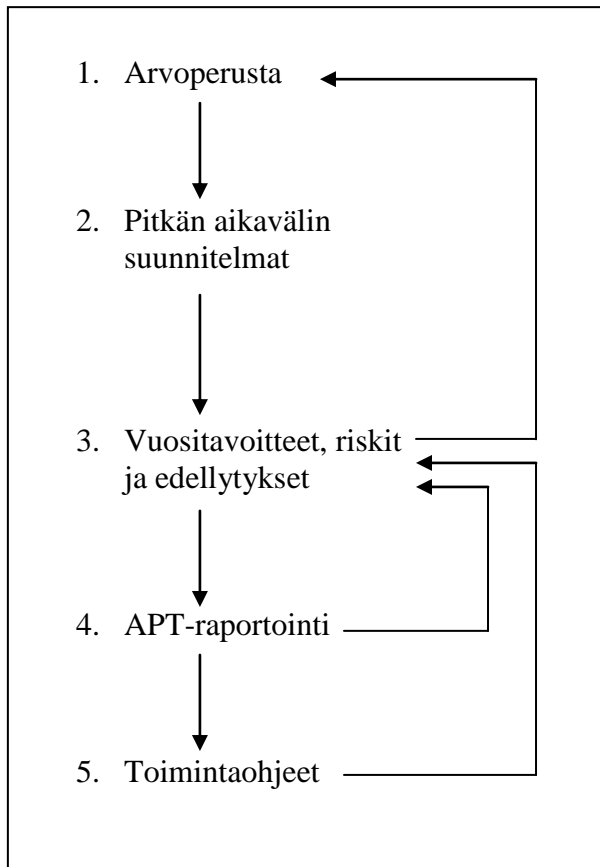 1. Arvoperusta
2. Pitkän aikavälin
suunnitelmat
3. Vuositavoitteet, riskit
ja edellytykset
4. APT-raportointi
5. Toimintaohjeet